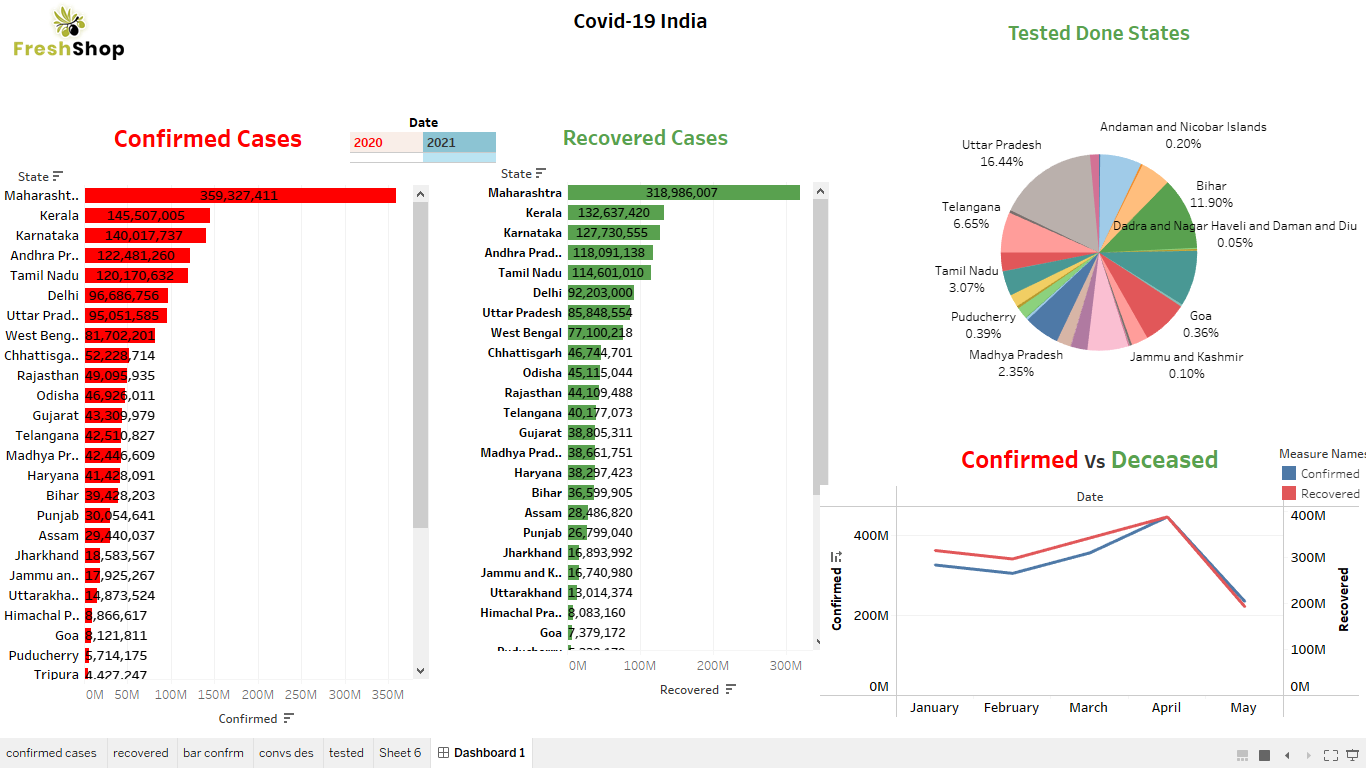 FreshShop
Covid-19 India
Tested Done States
Confirmed Cases
Date
2020
2021
Recovered Cases
State
Maharasht.. 359,327,411
Kerala 145,507,005
Karnataka 140,017,737
Andhra Pr.. 122,481,260
Tamil Nadu 120,170,632
Delhi 96,686,756
Uttar Prad.. 95,051,585
West Beng.. 81,702,201
Chhattisga.. 52,228,714
Rajasthan 49,095,935
Odisha 46,926,011
Gujarat 43,309,979
Telangana 42,510,827
Madhya Pr.. 42,446,609
Haryana 41,428,091
Bihar 39,428,203
Punjab 30,054,641
Assam 29,440,037
Jharkhand 18,583,567
Jammu an.. 17,925,267
Uttarakha.. 14,873,524
Himachal P.. 8,866,617
Goa 8,121,811
Puducherry 5,714,175
Tripura 4,427,247
0M 50M 100M 150M 200M 250M 300M 350M
Confirmed
State
Maharashtra 318,986,007
Kerala 132,637,420
Karnataka 127,730,555
Andhra Prad.. 118,091,138
Tamil Nadu 114,601,010
Delhi 92,203,000
Uttar Pradesh 85,848,554
West Bengal 77,100,218
Chhattisgarh 46,744,701
Odisha 45,115,044
Rajasthan 44,109,488
Telangana 40,177,073
Gujarat 38,805,311
Madhya Prad.. 38,661,751
Haryana 38,297,423
Bihar 36,599,905
Assam 28,486,820
Punjab 26,799,040
Jharkhand 16,893,992
Jammu and K.. 16,740,980
Uttarakhand 13,014,374
Himachal Pra.. 8,083,160
Goa 7,379,172
Puducherry
0M 100M 200M 300M
Recovered
Andaman and Nicobar Islands
0.20%
Uttar Pradesh
16.44%
Bihar
11.90%
Telangana
6.65%
Dadra and Nagar Haveli and Daman and Diu
0.05%
Tamil Nadu
3.07%
Puducherry
0.39%
Goa
0.36%
Madhya Pradesh
2.35%
Jammu and Kashmir
0.10%
Confirmed Vs Deceased
Measure Names
Confirmed
Recovered
Date
400M
200M
0M
Confirmed
400M
300M
200M
100M
0M
Recovered
January February March April May
confirmed cases recovered bar confrm convs des tested Sheet 6 Dashboard 1